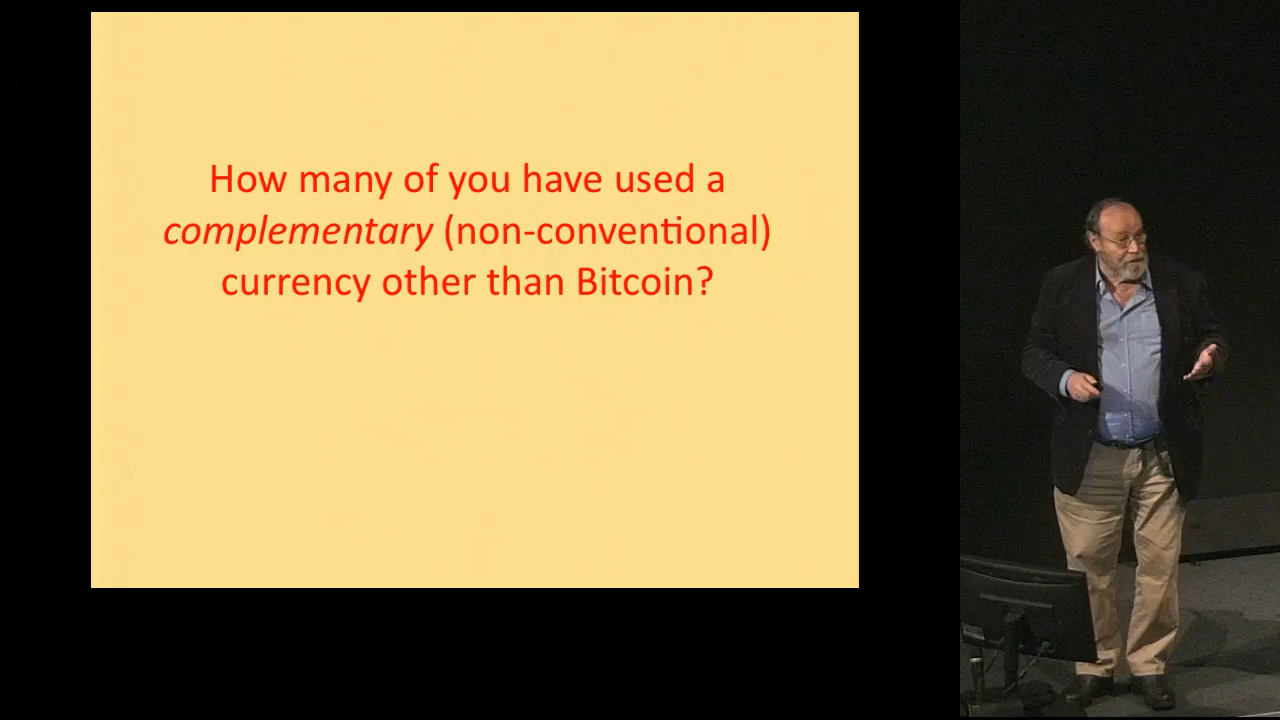 How many of you have used a
complementary (non-conventional)
currency other than Bitcoin?